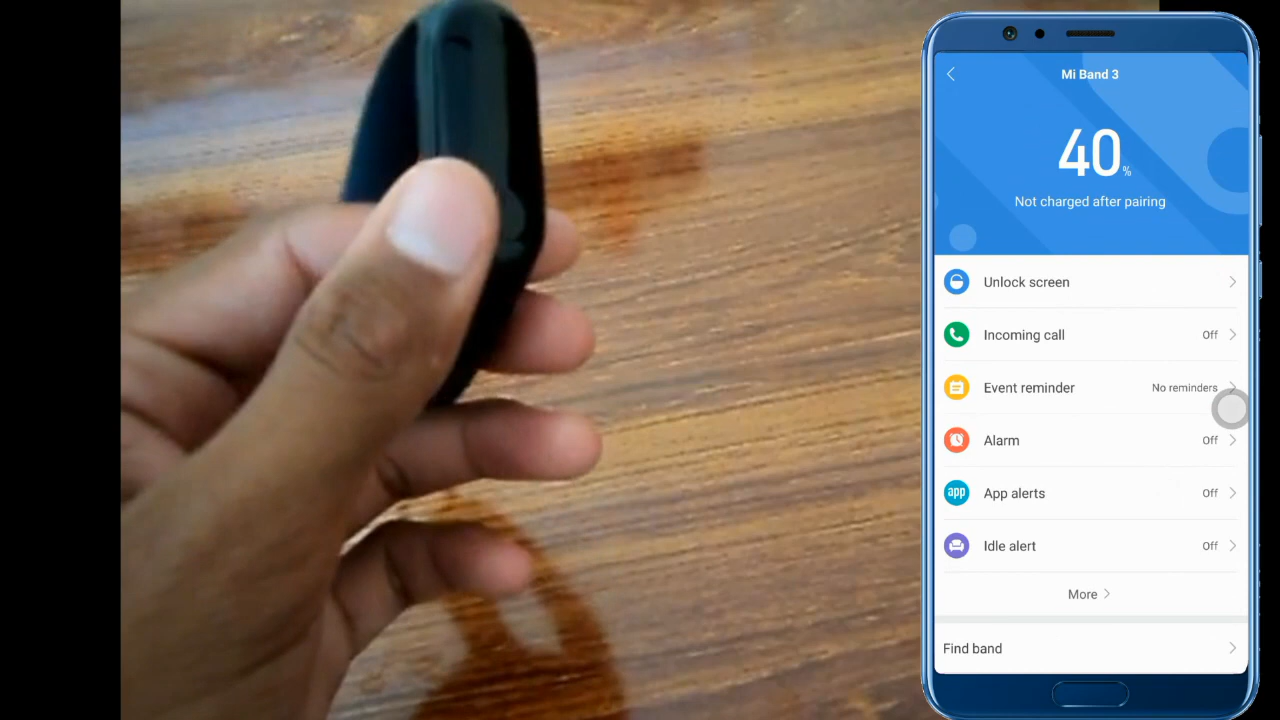 Mi Band 3
40%
Not charged after pairing
Unlock screen
Incoming call Off
Event reminder No reminders
Alarm Off
app App alerts Off
Idle alert Off
More
Find band